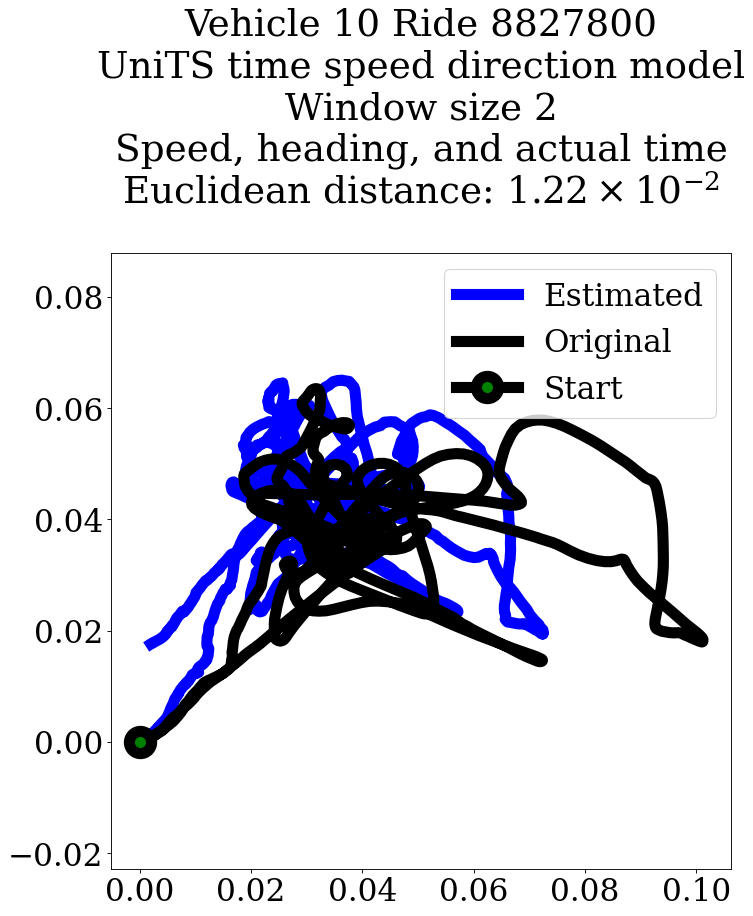 Vehicle 10 Ride 8827800
UniTS time speed direction model
Window size 2
Speed, heading, and actual time
Euclidean distance: 1.22 × 10⁻²
Estimated
Original
Start
0.08
0.06
0.04
0.02
0.00
−0.02
0.00 0.02 0.04 0.06 0.08 0.10